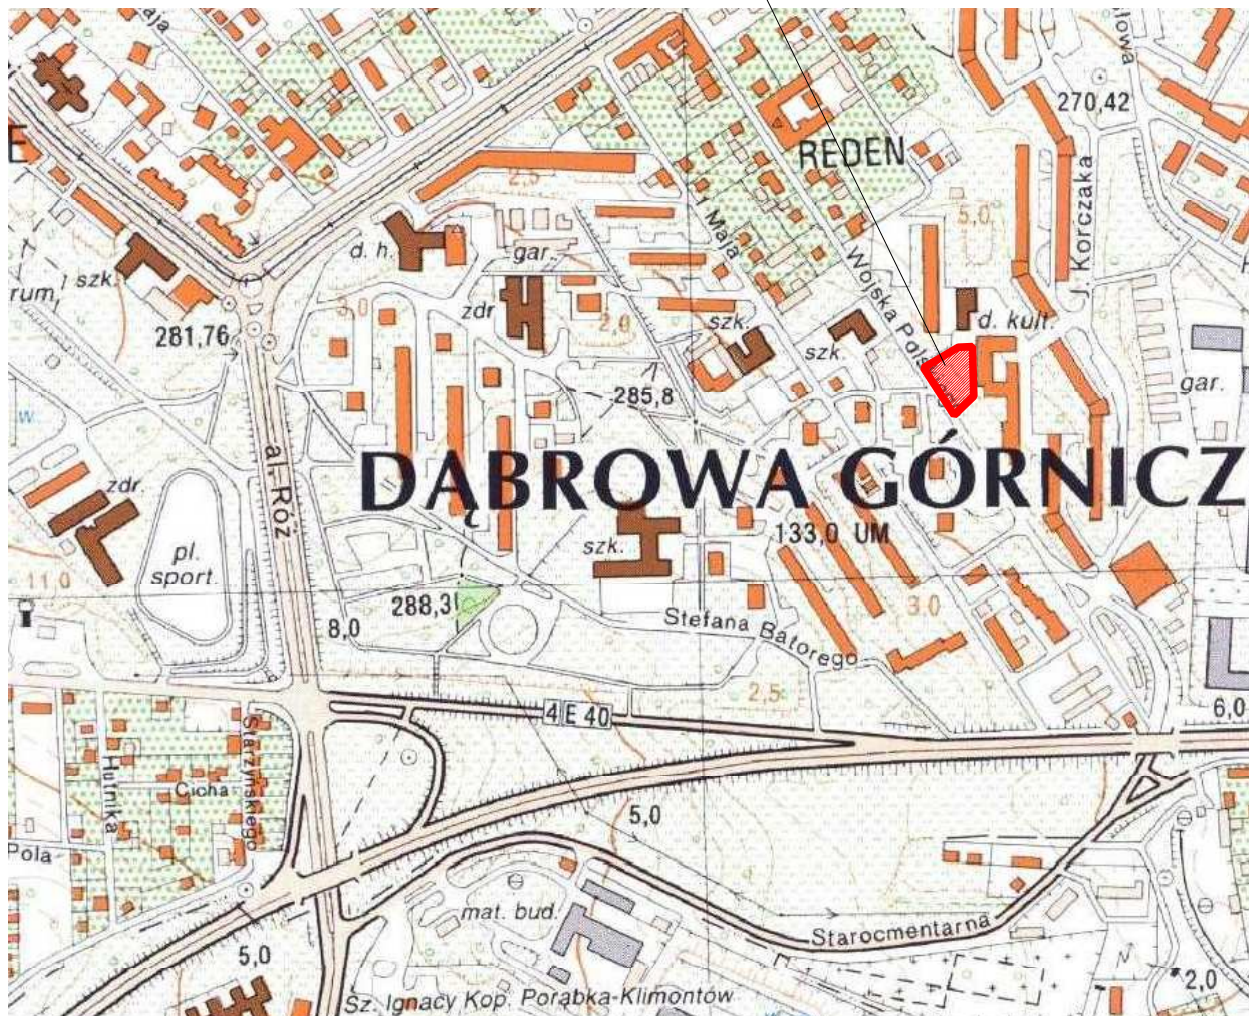 270,42
REDEN
2,5
1 Maja
Wojska Pols
5,0
J. Korczaka
d. h.
gar.
szk.
281,76
3,0
zdr
2,0
szk.
szk.
d. kult.
285,8
gar.
al. Róż
DĄBROWA GÓRNICZ
zdr.
133,0 UM
szk.
pl.
sport.
11 0
288,3
8,0
Stefana Batorego
3 0
2,5
4 E 40
6,0
Starzyńskiego
Hutnika
Cicha
5,0
Pola
mat. bud.
Starocmentarna
5,0
2,0
Sz. Ignacy Kop. Porąbka-Klimontów